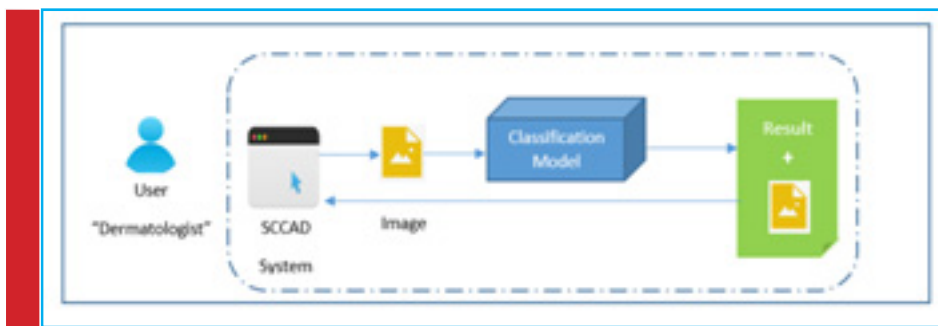 User
"Dermatologist"
SCCAD
System
Image
Classification
Model
Result
+